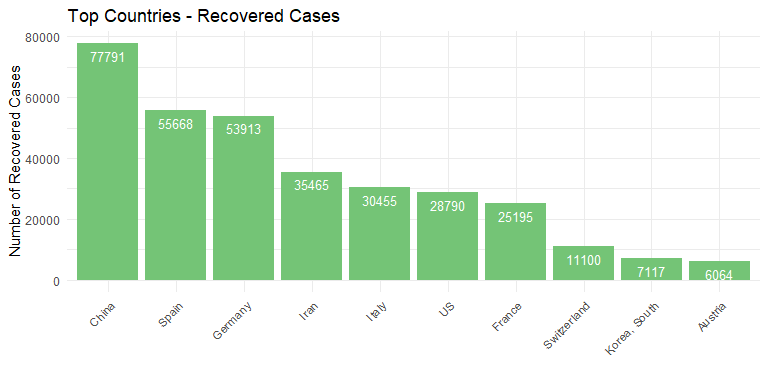 Top Countries - Recovered Cases
Number of Recovered Cases
80000
60000
40000
20000
0
77791
55668
53913
35465
30455
28790
25195
11100
7117
6064
China
Spain
Germany
Iran
Italy
US
France
Switzerland
Korea, South
Austria